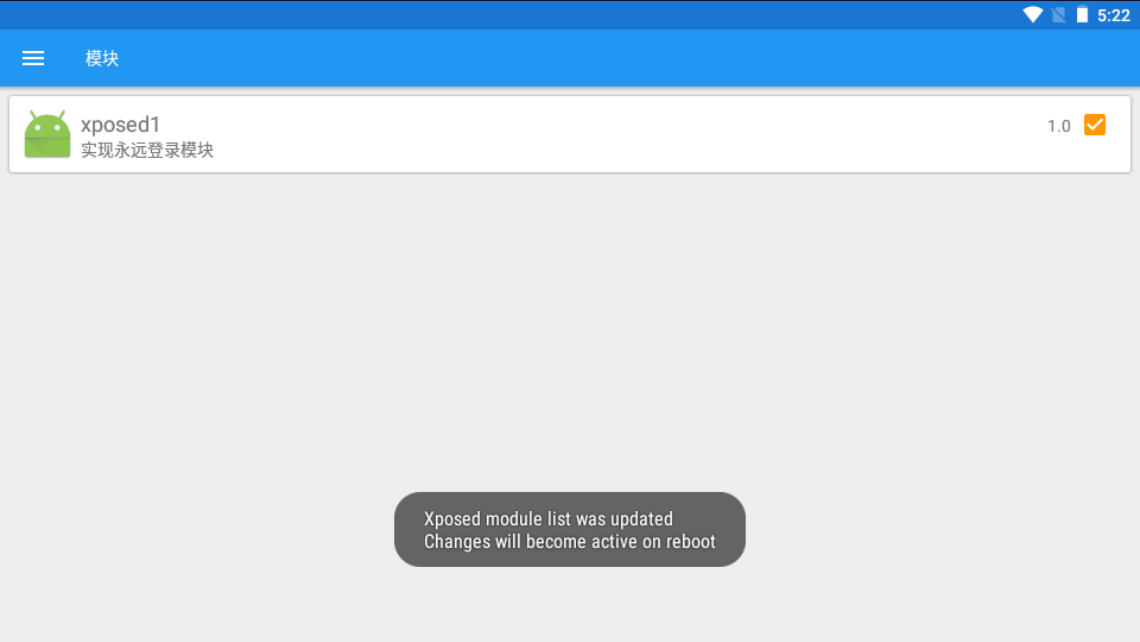 5:22
模块
xposed1
1.0
实现永远登录模块
Xposed module list was updated
Changes will become active on reboot